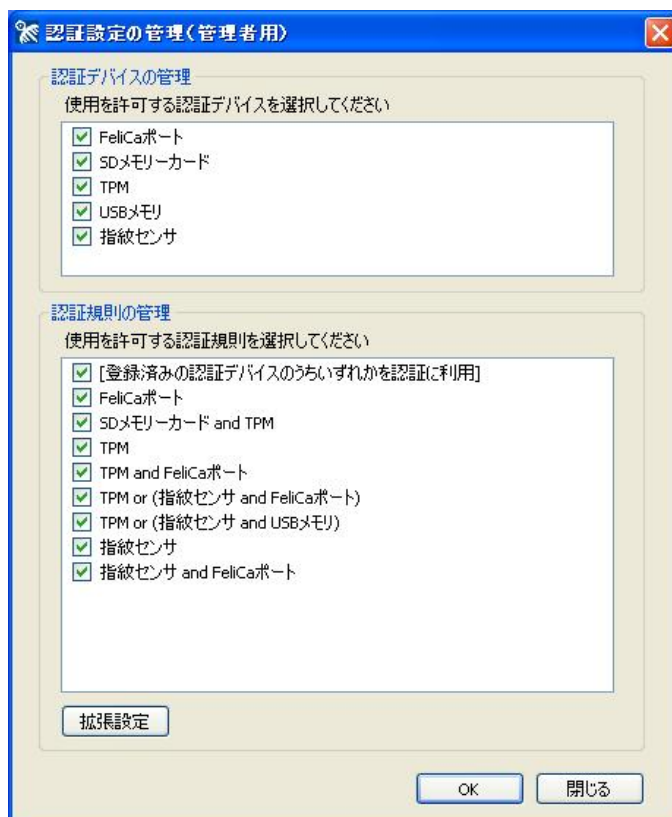 認証設定の管理(管理者用)
認証デバイスの管理
使用を許可する認証デバイスを選択してください
FeliCaポート
SDメモリーカード
TPM
USBメモリ
指紋センサ
認証規則の管理
使用を許可する認証規則を選択してください
[登録済みの認証デバイスのうちいずれかを認証に利用]
FeliCaポート
SDメモリーカード and TPM
TPM
TPM and FeliCaポート
TPM or (指紋センサ and FeliCaポート)
TPM or (指紋センサ and USBメモリ)
指紋センサ
指紋センサ and FeliCaポート
拡張設定
OK 閉じる